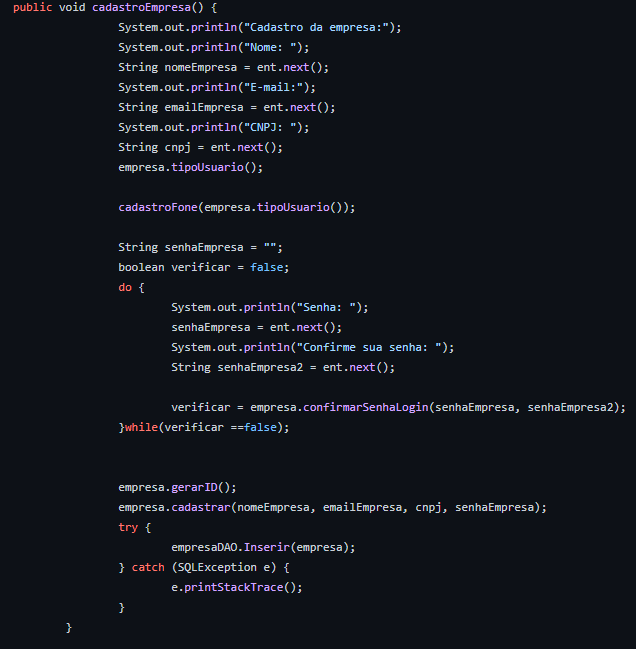 public void cadastroEmpresa() {
System.out.println("Cadastro da empresa:");
System.out.println("Nome: ");
String nomeEmpresa = ent.next();
System.out.println("E-mail:");
String emailEmpresa = ent.next();
System.out.println("CNPJ: ");
String cnpj = ent.next();
empresa.tipoUsuario();
cadastroFone(empresa.tipoUsuario());
String senhaEmpresa = "";
boolean verificar = false;
do {
System.out.println("Senha: ");
senhaEmpresa = ent.next();
System.out.println("Confirme sua senha: ");
String senhaEmpresa2 = ent.next();
verificar = empresa.confirmarSenhaLogin(senhaEmpresa, senhaEmpresa2);
}while(verificar ==false);
empresa.gerarID();
empresa.cadastrar(nomeEmpresa, emailEmpresa, cnpj, senhaEmpresa);
try {
empresaDAO.Inserir(empresa);
} catch (SQLException e) {
e.printStackTrace();
}
}